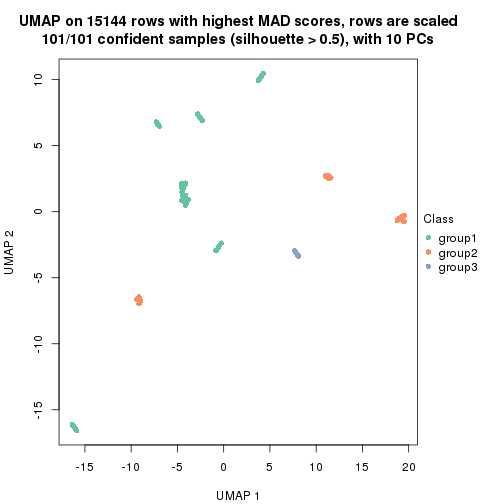 UMAP on 15144 rows with highest MAD scores, rows are scaled
101/101 confident samples (silhouette > 0.5), with 10 PCs
10
5
0
-5
-10
-15
UMAP 2
-15
-10
-5
0
5
10
15
20
UMAP 1
Class
group1
group2
group3